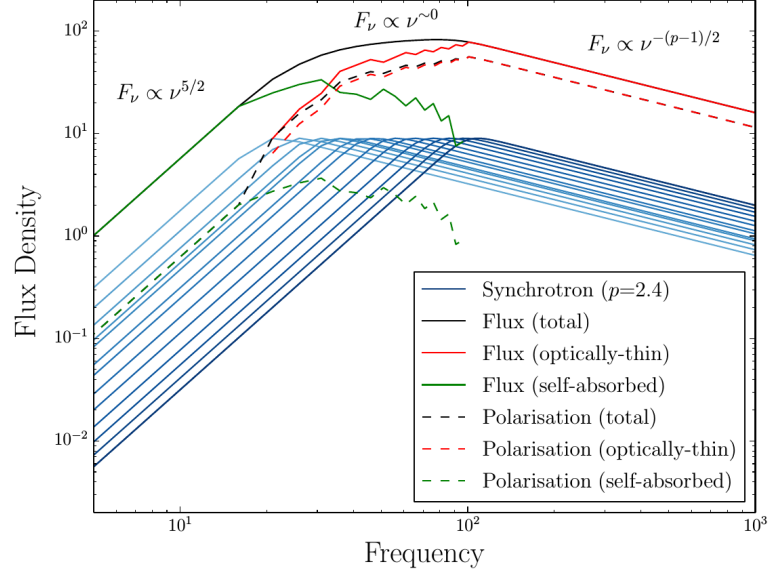 F_ν ∝ ν^{~0}
F_ν ∝ ν^{-(p-1)/2}
F_ν ∝ ν^{5/2}
10^2
10^1
10^0
10^{-1}
10^{-2}
Flux Density
Synchrotron (p=2.4)
Flux (total)
Flux (optically-thin)
Flux (self-absorbed)
Polarisation (total)
Polarisation (optically-thin)
Polarisation (self-absorbed)
10^1
10^2
10^3
Frequency